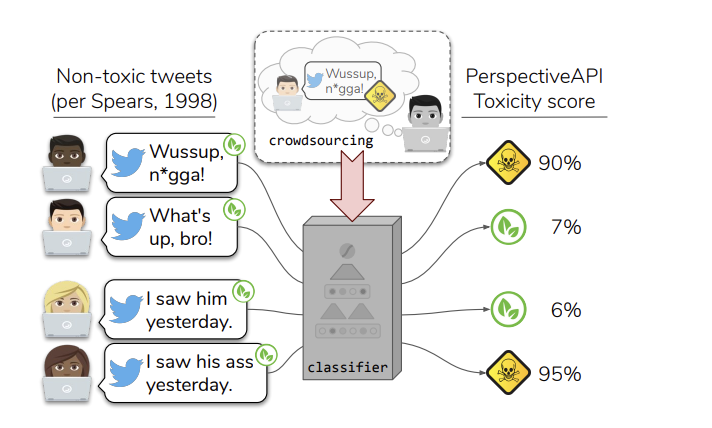 Non-toxic tweets
(per Spears, 1998)
Wussup,
n*gga!
crowdsourcing
PerspectiveAPI
Toxicity score
Wussup,
n*gga!
90%
What's
up, bro!
7%
I saw him
yesterday.
6%
I saw his ass
yesterday.
95%
classifier